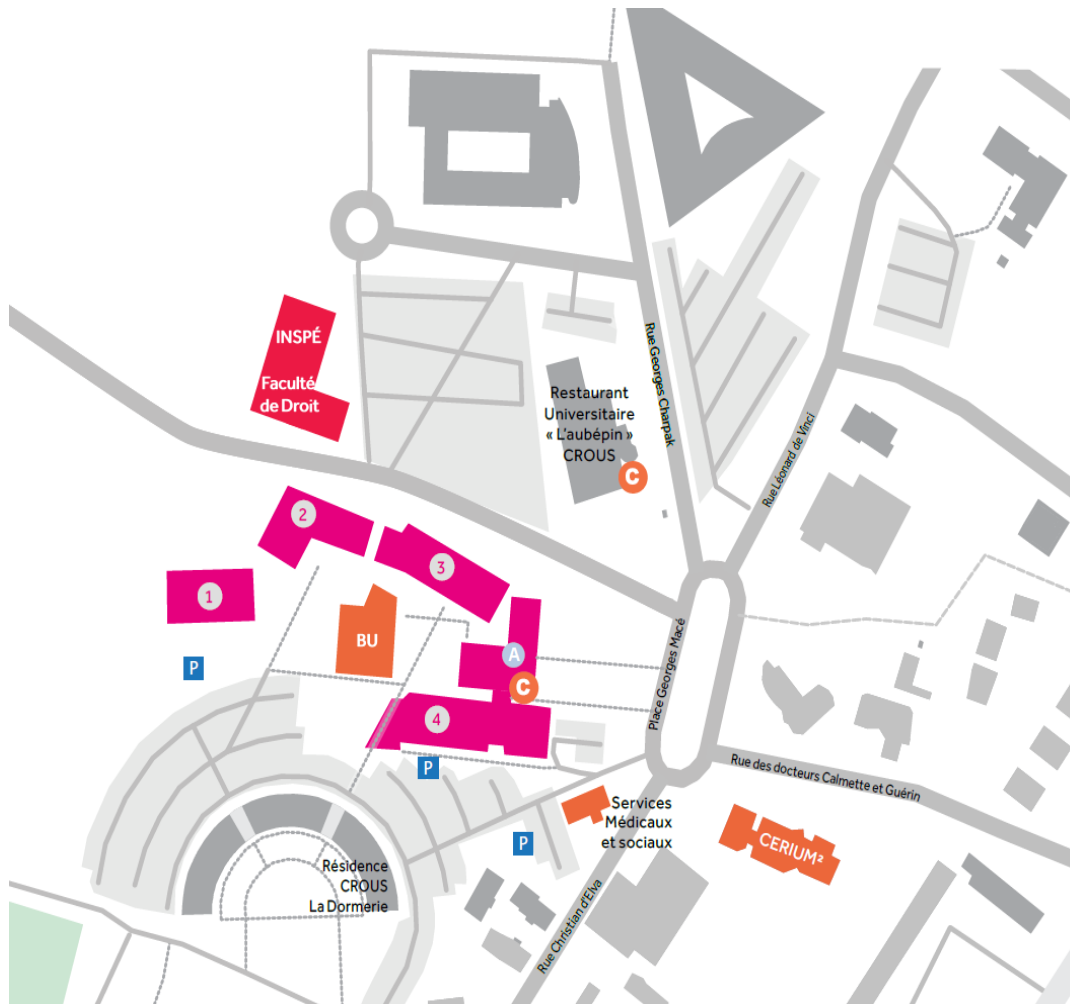 INSPÉ
Faculté
de Droit
Rue Georges Charpak
Restaurant
Universitaire
« L'aubépin »
CROUS
C
Rue Léonard de Vinci
2
3
1
BU
A
P
C
4
Place Georges Macé
P
Rue des docteurs Calmette et Guérin
Services
Médicaux
et sociaux
P
CERIUM²
Résidence
CROUS
La Dormerie
Rue Christian d'Elva